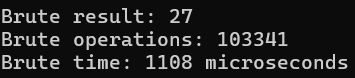 Brute result: 27
Brute operations: 103341
Brute time: 1108 microseconds